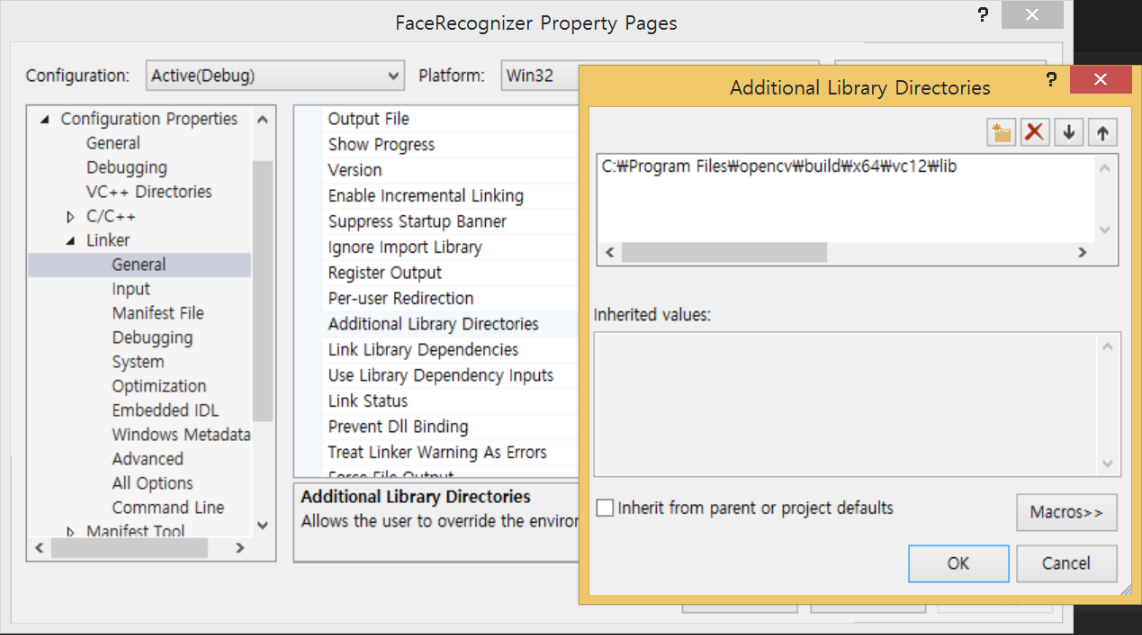 FaceRecognizer Property Pages
?
Configuration: Active(Debug) Platform: Win32
Configuration Properties
General
Debugging
VC++ Directories
C/C++
Linker
General
Input
Manifest File
Debugging
System
Optimization
Embedded IDL
Windows Metadata
Advanced
All Options
Command Line
Manifest Tool
Output File
Show Progress
Version
Enable Incremental Linking
Suppress Startup Banner
Ignore Import Library
Register Output
Per-user Redirection
Additional Library Directories
Link Library Dependencies
Use Library Dependency Inputs
Link Status
Prevent Dll Binding
Treat Linker Warning As Errors
Force File Output
Additional Library Directories
Allows the user to override the enviror
Additional Library Directories
?
C:₩Program Files₩opencv₩build₩x64₩vc12₩lib
Inherited values:
Inherit from parent or project defaults
Macros>>
OK
Cancel